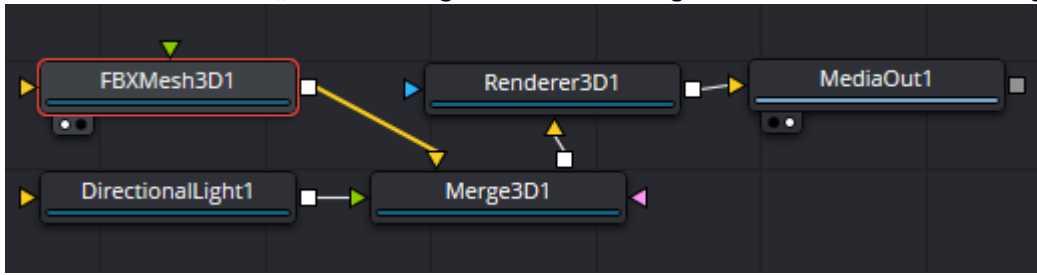 FBXMesh3D1
Renderer3D1
MediaOut1
DirectionalLight1
Merge3D1